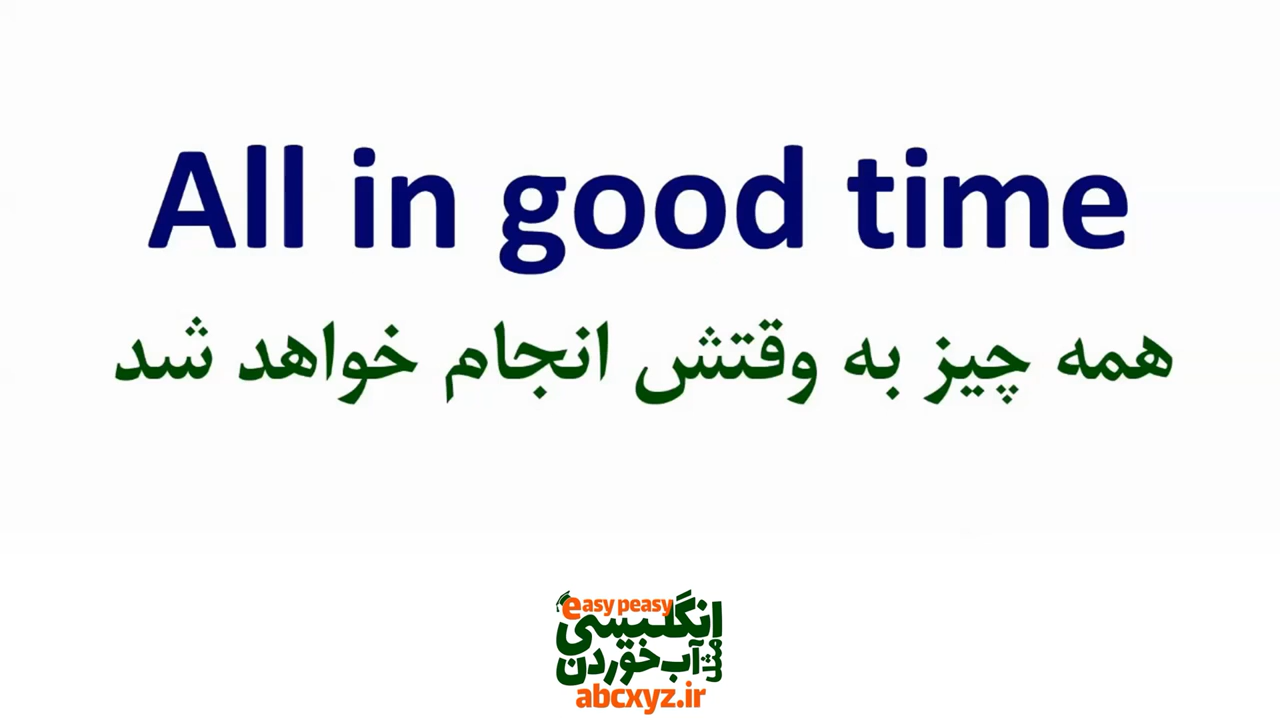 All in good time
همه چیز به وقتش انجام خواهد شد
easy peasy
انگلیسی
مثل آب خوردن
abcxyz.ir